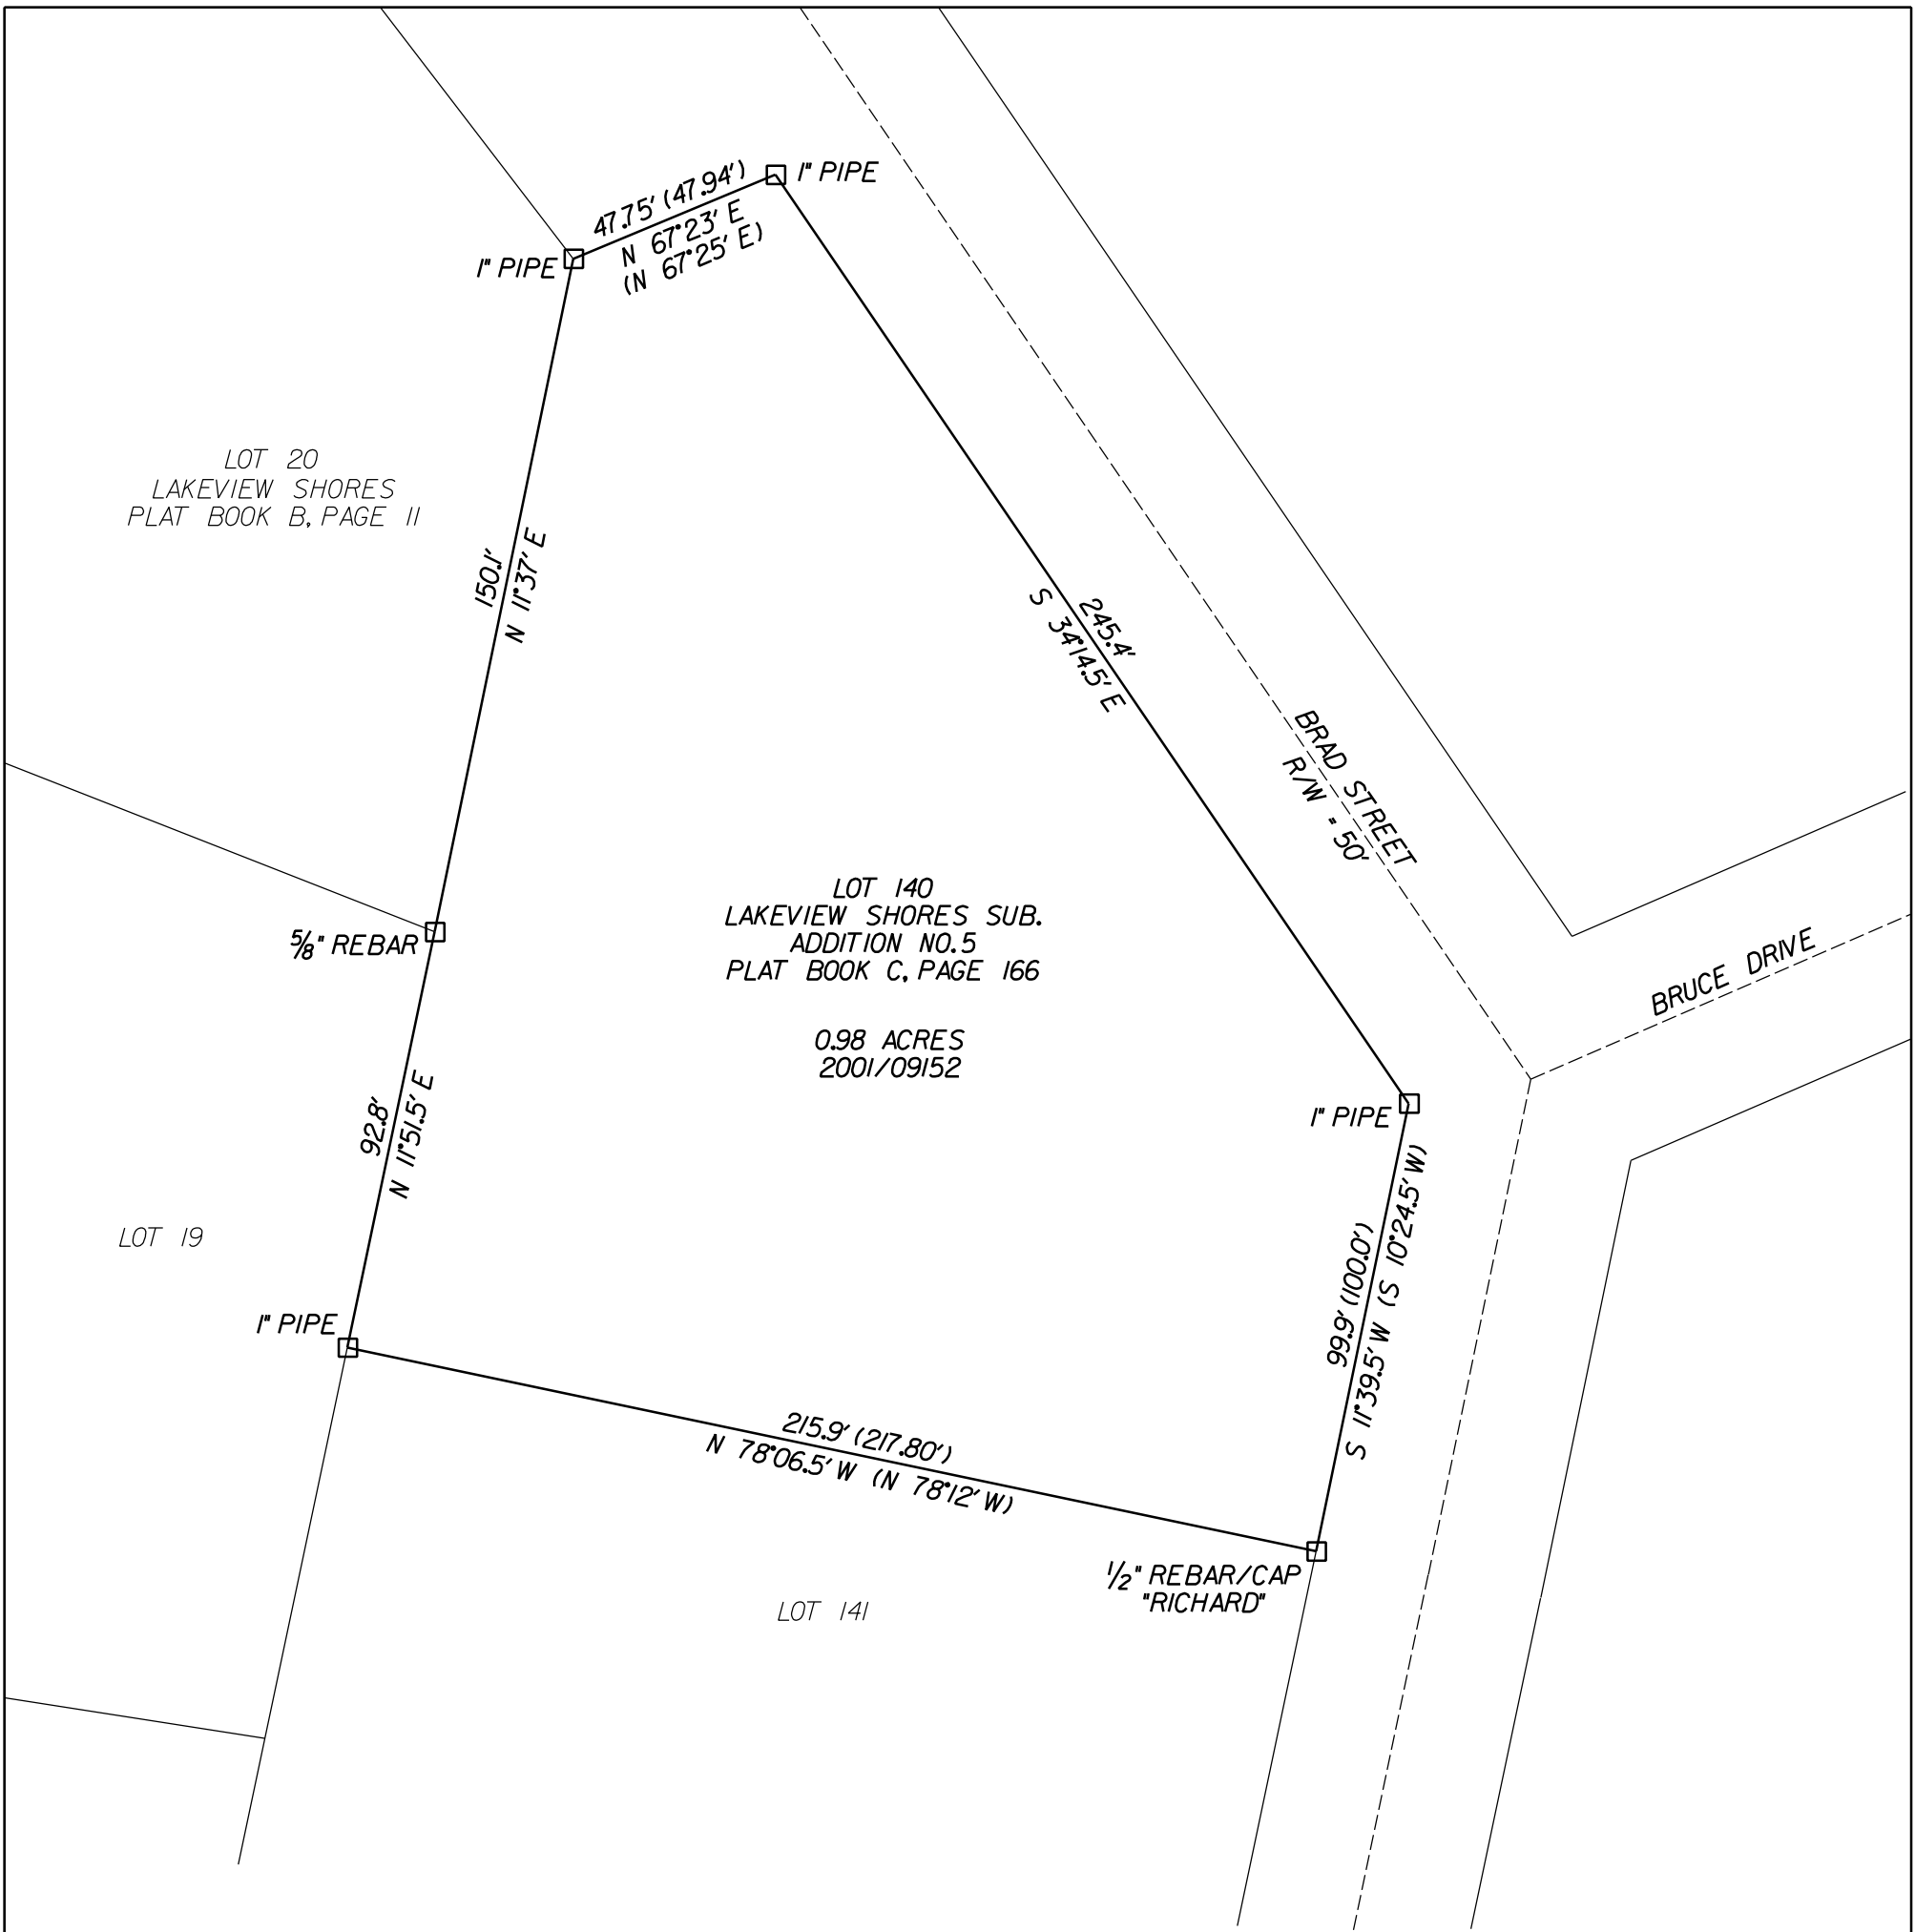 47.75' (47.94')
N 67°23' E
(N 67°25' E)
1" PIPE
1" PIPE
LOT 20
LAKEVIEW SHORES
PLAT BOOK B, PAGE 11
150.1'
N 11°37' E
245.4'
S 34°14.5' E
BRAD STREET
R/W = 50'
LOT 140
LAKEVIEW SHORES SUB.
ADDITION NO.5
PLAT BOOK C, PAGE 166
0.98 ACRES
2001/09152
5/8" REBAR
BRUCE DRIVE
92.8'
N 11°51.5' E
1" PIPE
LOT 19
99.9' (100.0')
S 11°39.5' W (S 10°24.5' W)
1" PIPE
215.9' (217.80')
N 78°06.5' W (N 78°12' W)
1/2" REBAR/CAP
"RICHARD"
LOT 141